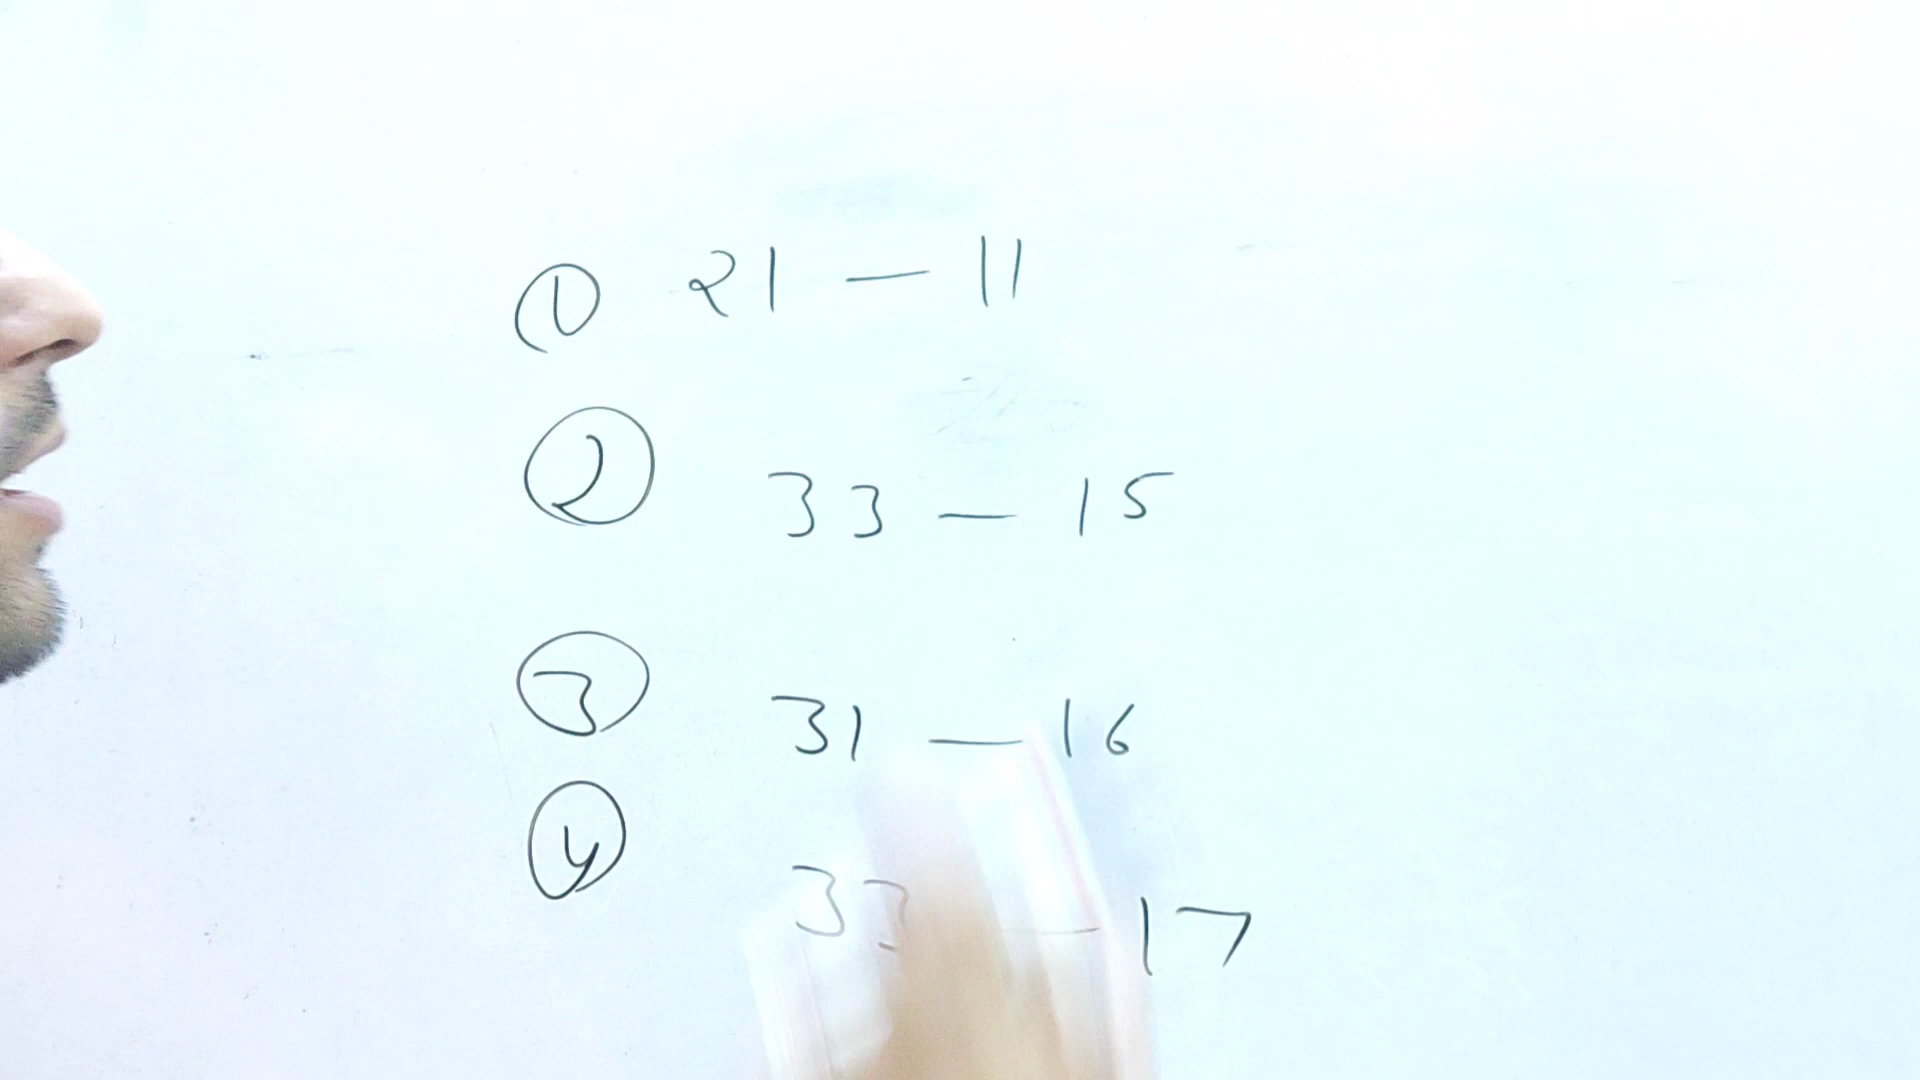 ① 21 — 11
② 33 — 15
③ 31 — 16
④ 33 — 17